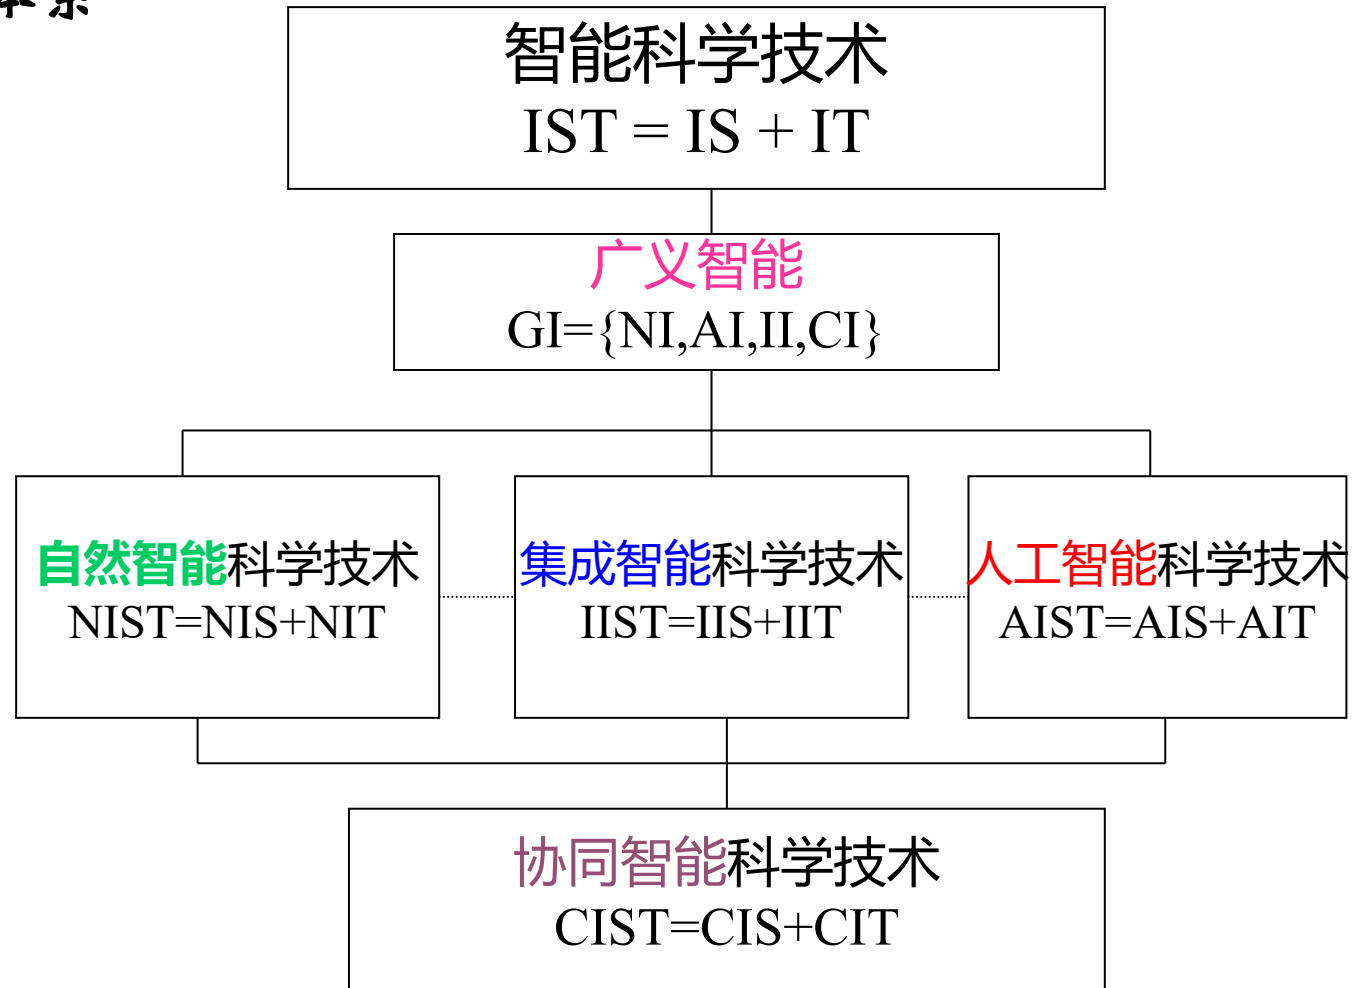 体系
智能科学技术
IST = IS + IT
广义智能
GI={NI,AI,II,CI}
自然智能科学技术
NIST=NIS+NIT
集成智能科学技术
IIST=IIS+IIT
人工智能科学技术
AIST=AIS+AIT
协同智能科学技术
CIST=CIS+CIT